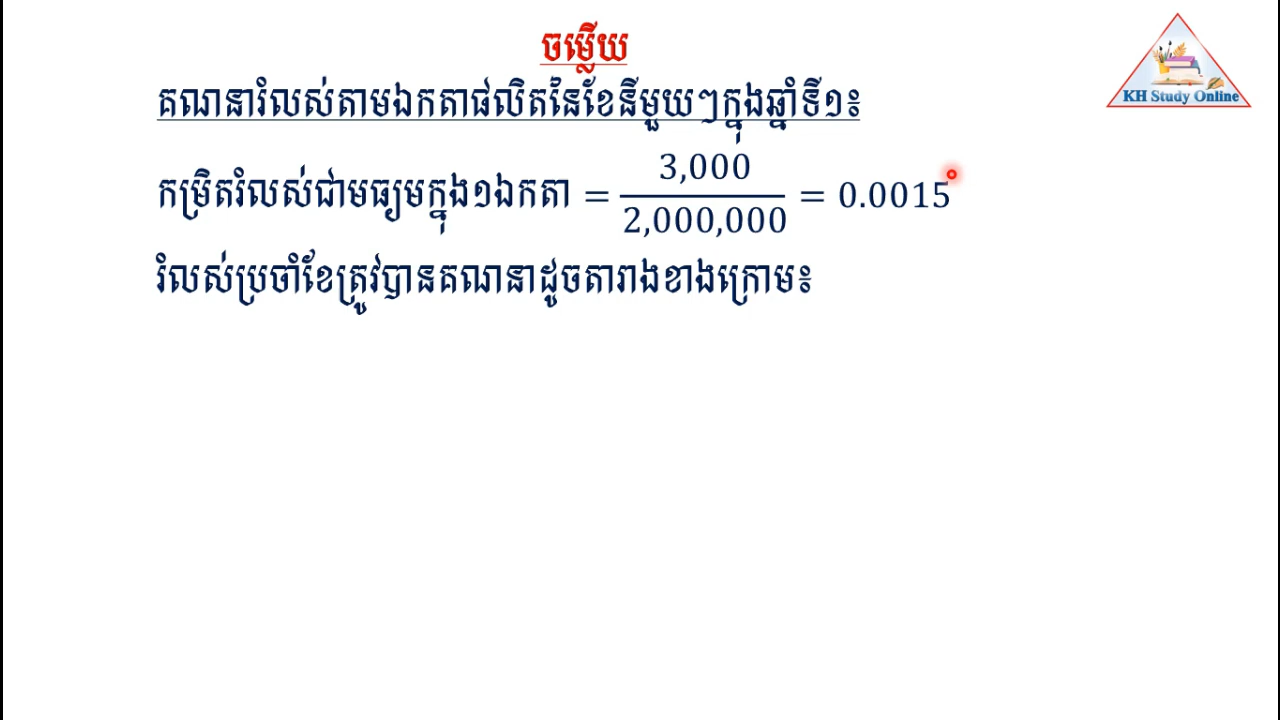 ចម្លើយ
KH Study Online
គណនារំលស់តាមឯកតាផលិតនៃខែនីមួយៗក្នុងឆ្នាំទី១៖
កម្រិតរំលស់ជាមធ្យមក្នុង១ឯកតា = 3,000 / 2,000,000 = 0.0015
រំលស់ប្រចាំខែត្រូវបានគណនាដូចតារាងខាងក្រោម៖